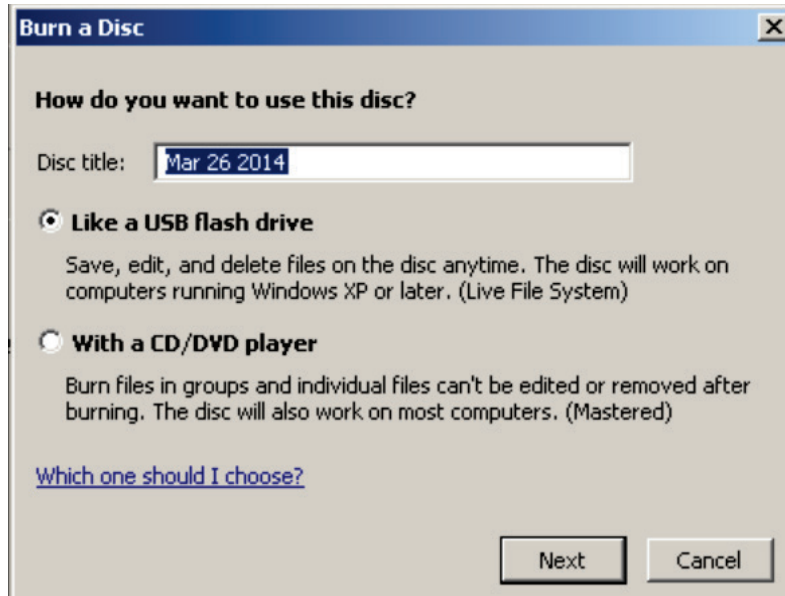 Burn a Disc
How do you want to use this disc?
Disc title: Mar 26 2014
Like a USB flash drive
Save, edit, and delete files on the disc anytime. The disc will work on
computers running Windows XP or later. (Live File System)
With a CD/DVD player
Burn files in groups and individual files can't be edited or removed after
burning. The disc will also work on most computers. (Mastered)
Which one should I choose?
Next Cancel